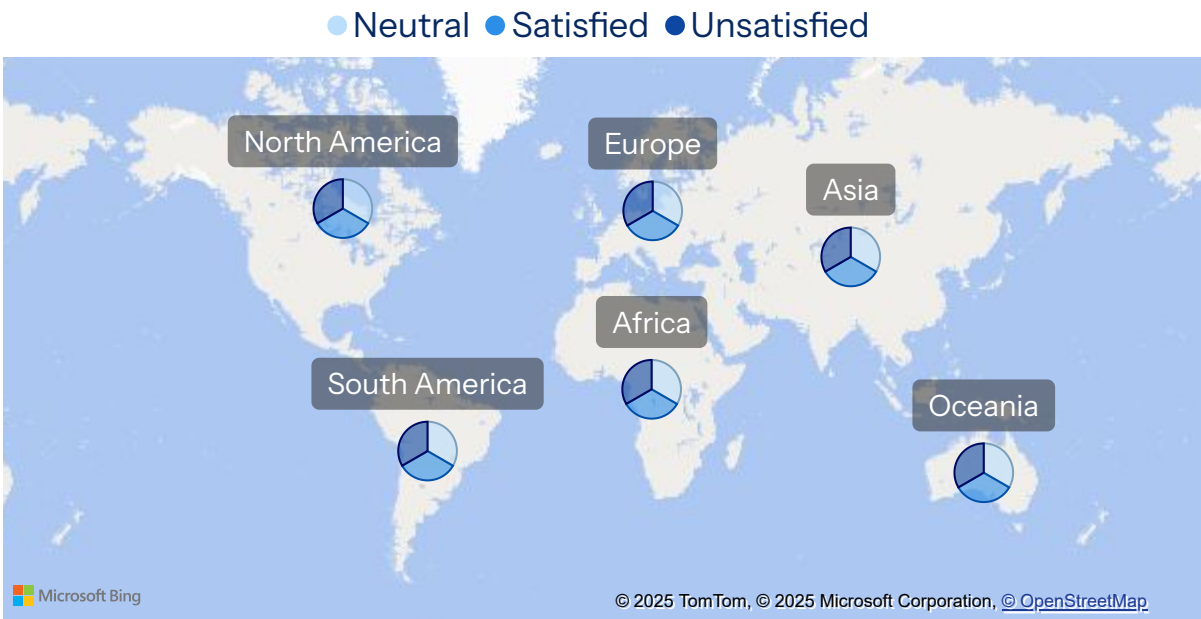 Neutral Satisfied Unsatisfied
North America
Europe
Asia
Africa
South America
Oceania
Microsoft Bing
© 2025 TomTom, © 2025 Microsoft Corporation, © OpenStreetMap